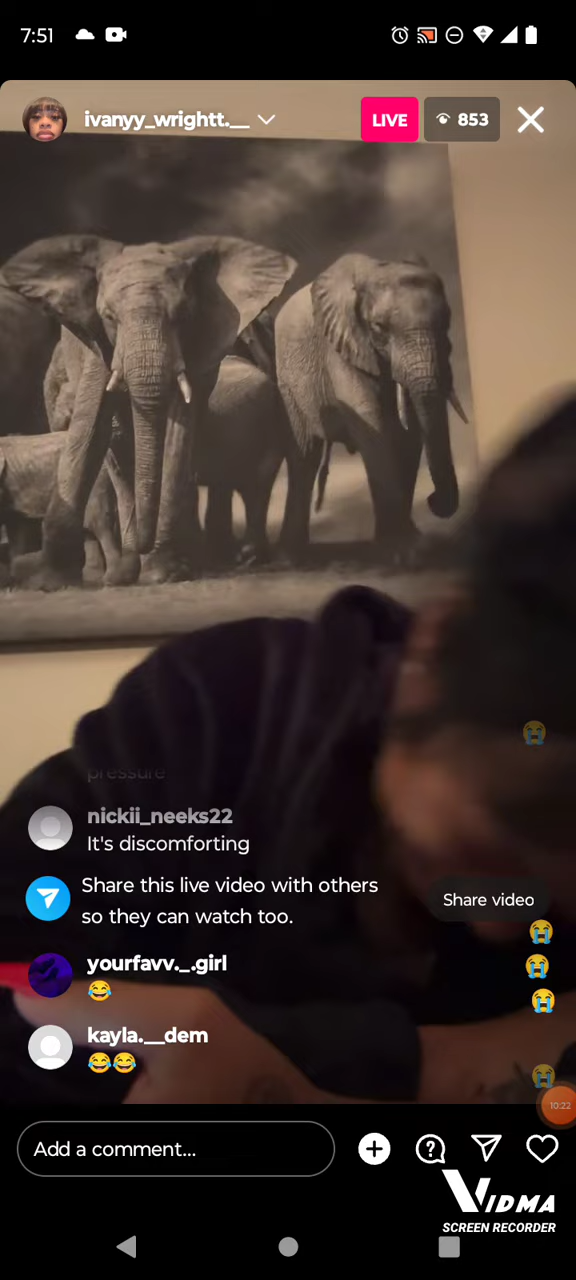 7:51
ivanyy_wrightt.__
LIVE
853
pressure
nickii_neeks22
It's discomforting
Share this live video with others
so they can watch too.
Share video
yourfavv._.girl
😂
kayla.__dem
😂😂
10:22
Add a comment...
VIDMA
SCREEN RECORDER